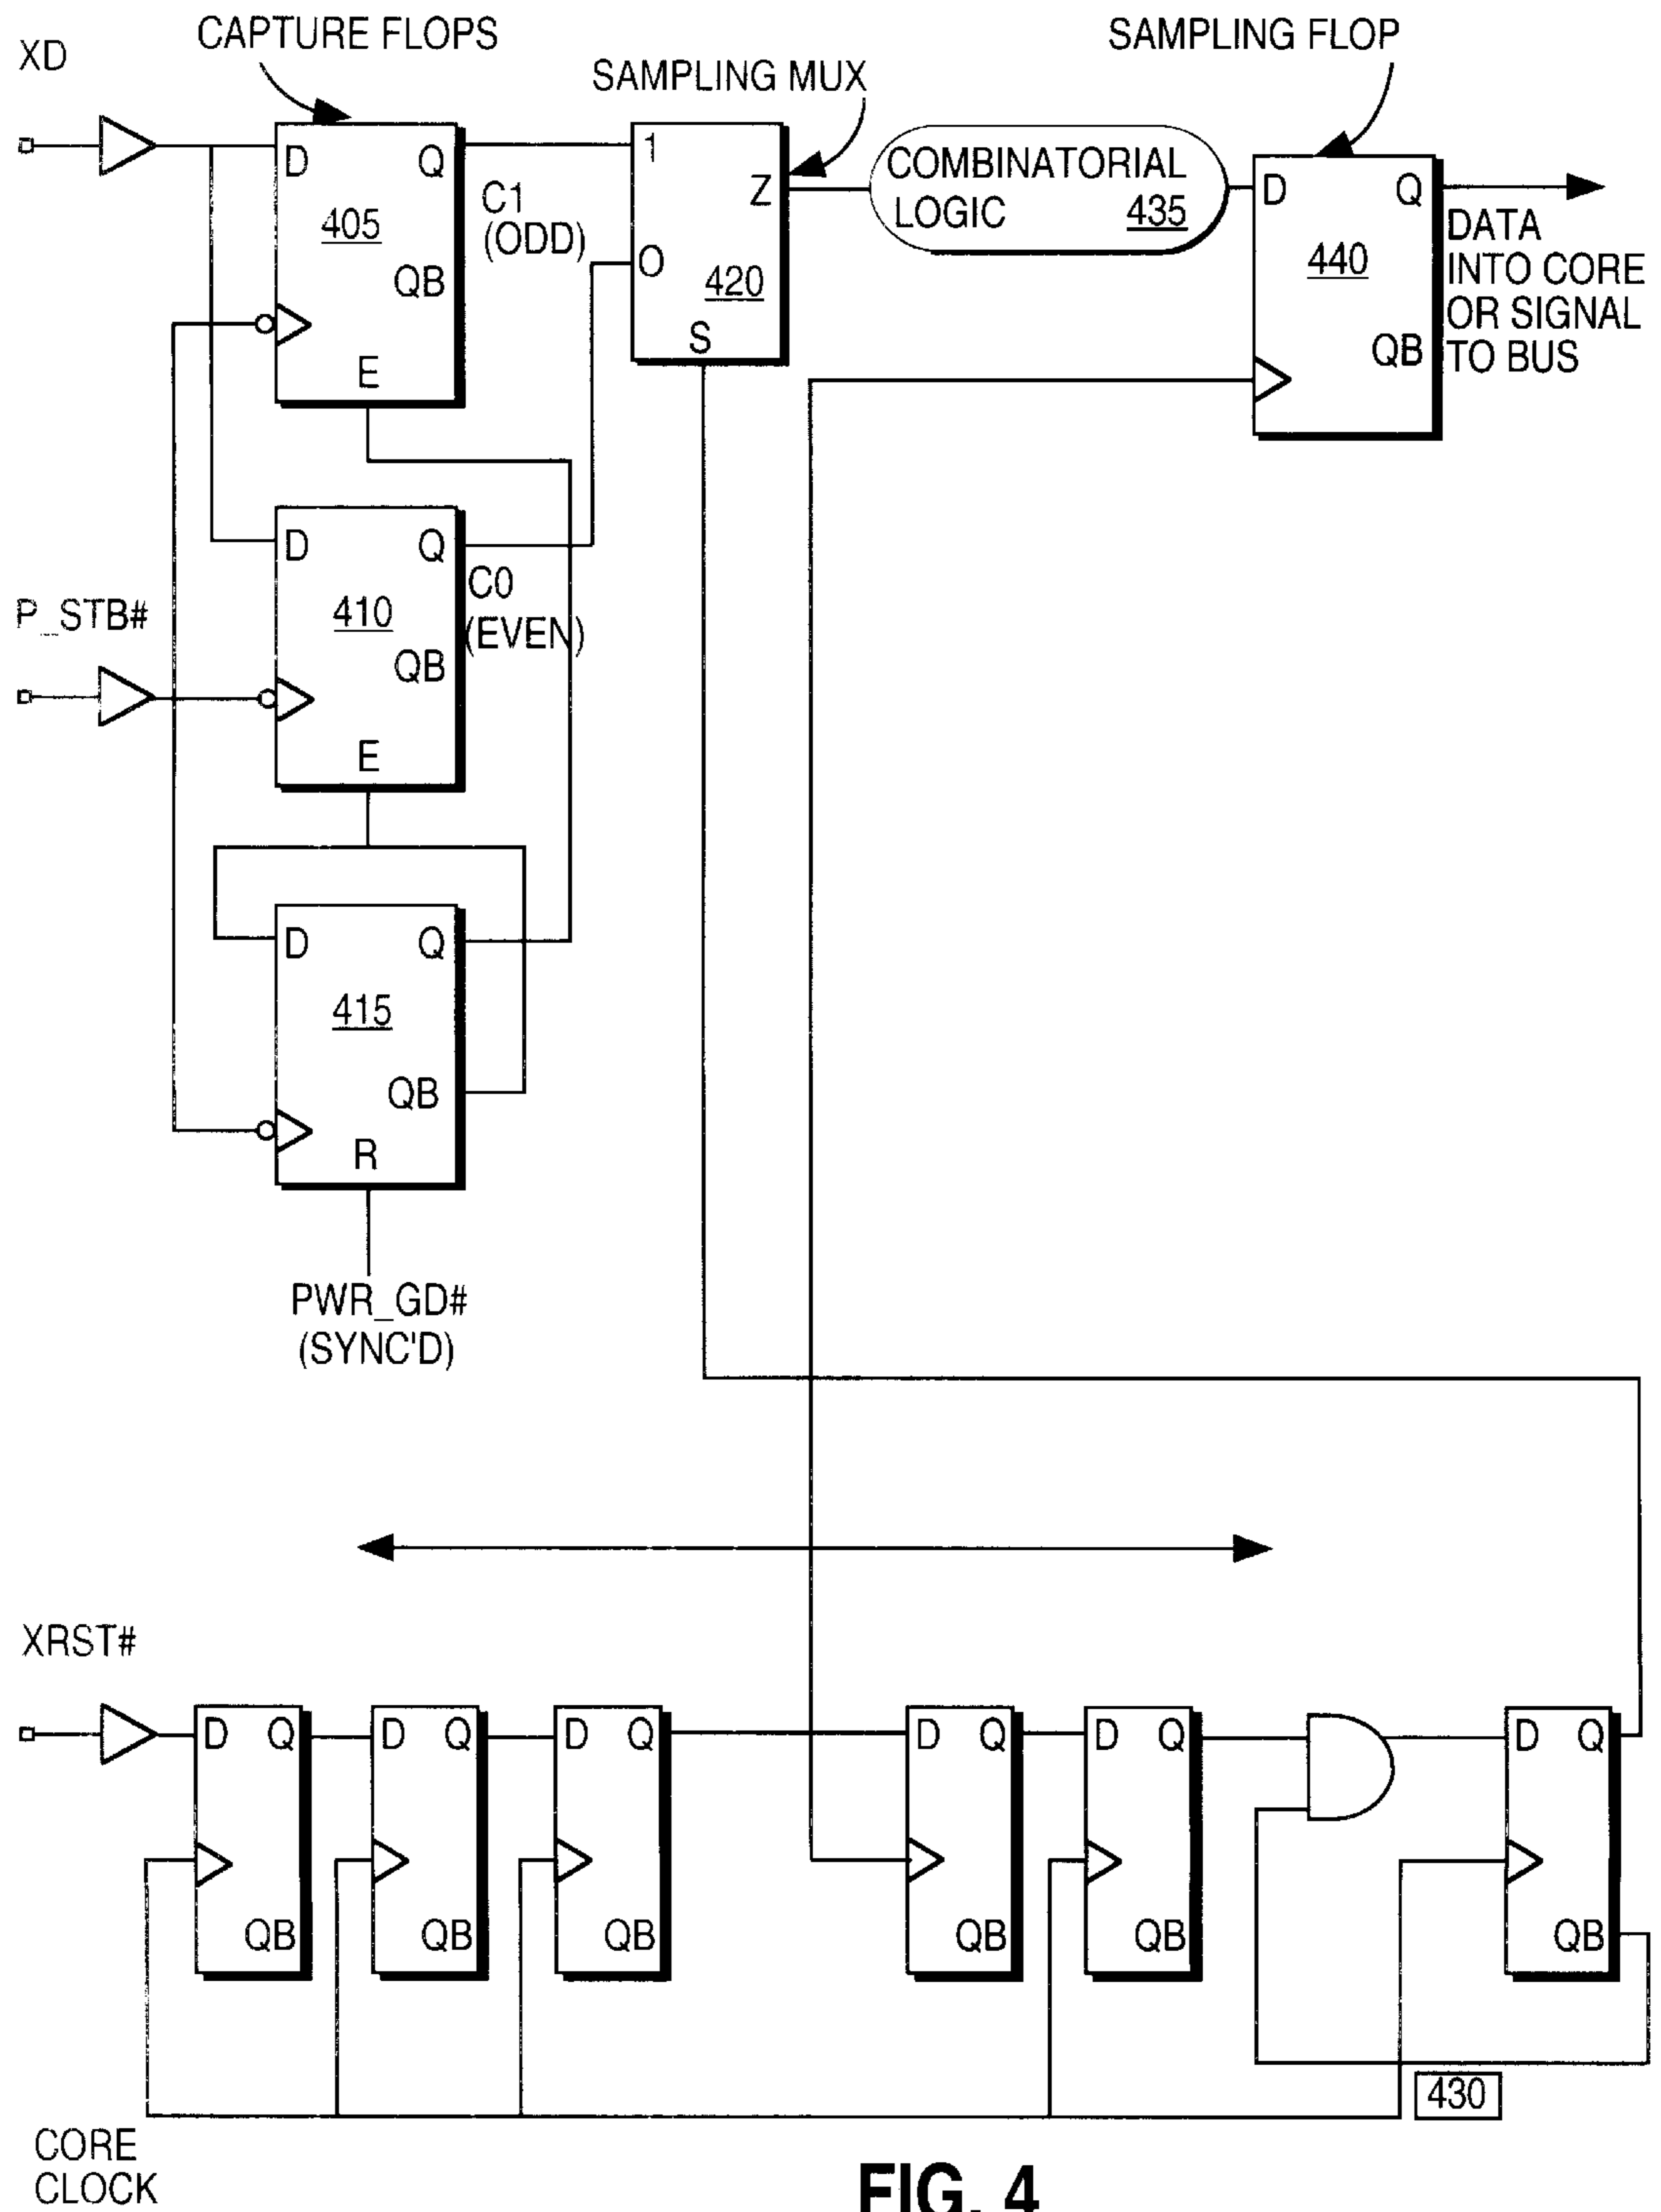 CAPTURE FLOPS
SAMPLING FLOP
XD
SAMPLING MUX
D Q
405
QB
E
C1
(ODD)
1
Z
0
420
S
COMBINATORIAL
LOGIC 435
D Q
440
QB
DATA
INTO CORE
OR SIGNAL
TO BUS
P_STB#
D Q
410
QB
E
C0
(EVEN)
D Q
415
QB
R
PWR_GD#
(SYNC'D)
XRST#
D Q
QB
D Q
QB
D Q
QB
D Q
QB
D Q
QB
D Q
QB
430
CORE
CLOCK
FIG. 4